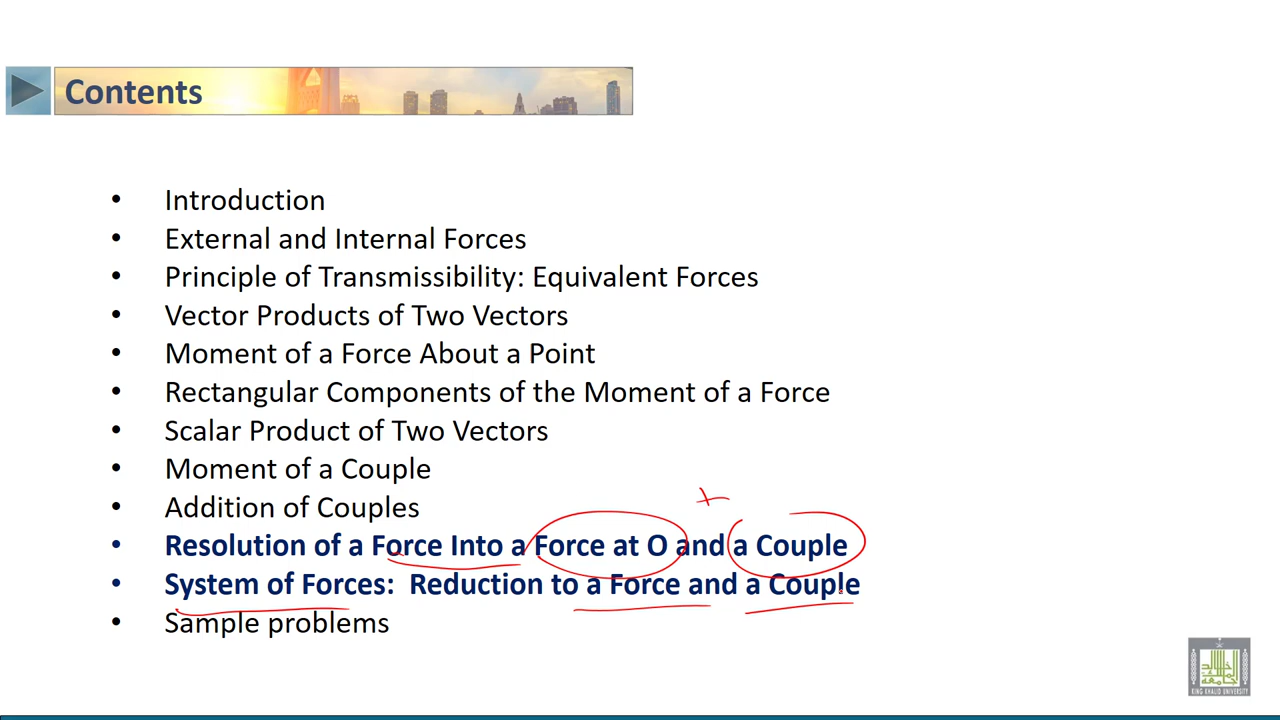 Contents
• Introduction
• External and Internal Forces
• Principle of Transmissibility: Equivalent Forces
• Vector Products of Two Vectors
• Moment of a Force About a Point
• Rectangular Components of the Moment of a Force
• Scalar Product of Two Vectors
• Moment of a Couple
• Addition of Couples
+
• Resolution of a Force Into a Force at O and a Couple
• System of Forces: Reduction to a Force and a Couple
• Sample problems
KING KHALID UNIVERSITY